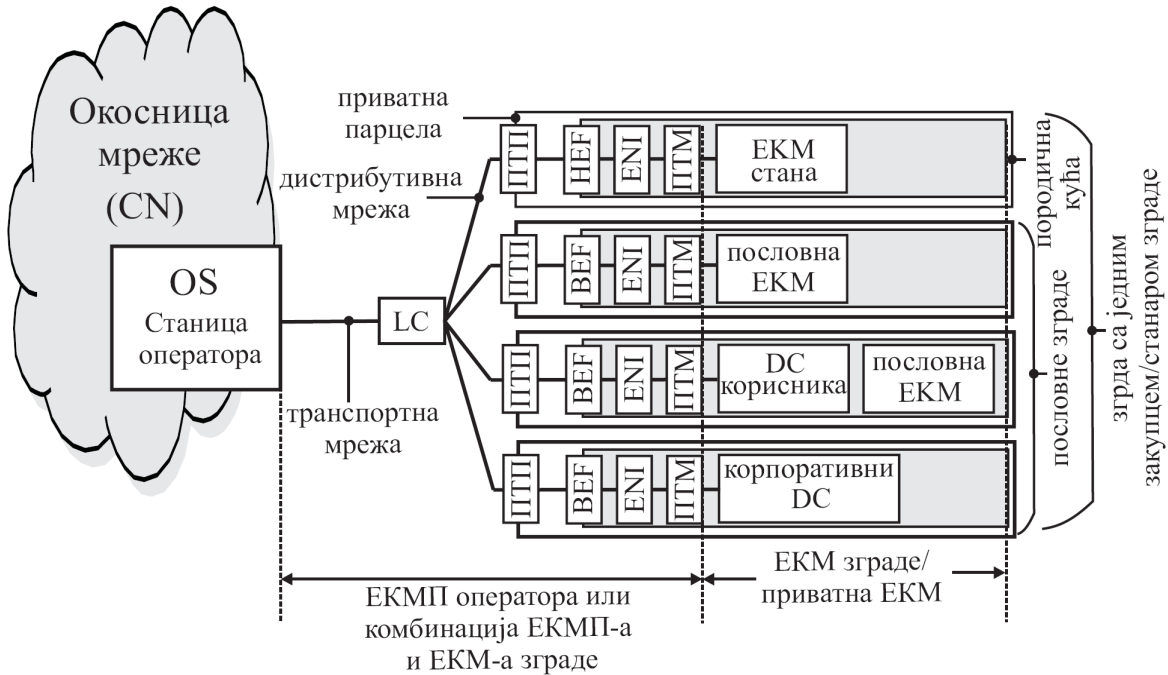 Окосница
мреже
(CN)
OS
Станица
оператора
транспортна
мрежа
LC
дистрибутивна
мрежа
приватна
парцела
ПТП
HEF
ENI
ПТМ
ЕКМ
стана
ПТП
BEF
ENI
ПТМ
пословна
ЕКМ
ПТП
BEF
ENI
ПТМ
DC
корисника
пословна
ЕКМ
ПТП
BEF
ENI
ПТМ
корпоративни
DC
породична
кућа
пословне зграде
згрда са једним
закупцем/станаром зграде
ЕКМП оператора или
комбинација ЕКМП-а
и ЕКМ-а зграде
ЕКМ зграде/
приватна ЕКМ